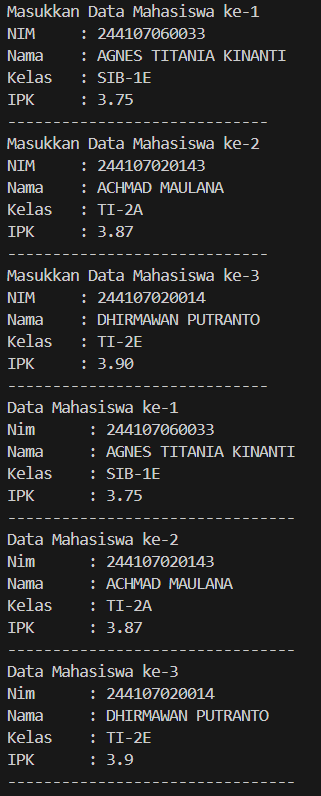 Masukkan Data Mahasiswa ke-1
NIM     : 244107060033
Nama    : AGNES TITANIA KINANTI
Kelas   : SIB-1E
IPK     : 3.75
-----------------------------
Masukkan Data Mahasiswa ke-2
NIM     : 244107020143
Nama    : ACHMAD MAULANA
Kelas   : TI-2A
IPK     : 3.87
-----------------------------
Masukkan Data Mahasiswa ke-3
NIM     : 244107020014
Nama    : DHIRMAWAN PUTRANTO
Kelas   : TI-2E
IPK     : 3.90
-----------------------------
Data Mahasiswa ke-1
Nim      : 244107060033
Nama     : AGNES TITANIA KINANTI
Kelas    : SIB-1E
IPK      : 3.75
--------------------------------
Data Mahasiswa ke-2
Nim      : 244107020143
Nama     : ACHMAD MAULANA
Kelas    : TI-2A
IPK      : 3.87
--------------------------------
Data Mahasiswa ke-3
Nim      : 244107020014
Nama     : DHIRMAWAN PUTRANTO
Kelas    : TI-2E
IPK      : 3.9
--------------------------------